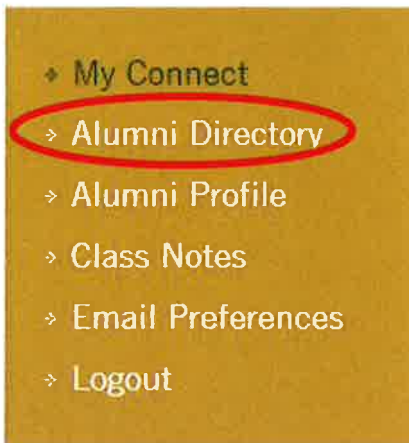 My Connect
Alumni Directory
Alumni Profile
Class Notes
Email Preferences
Logout